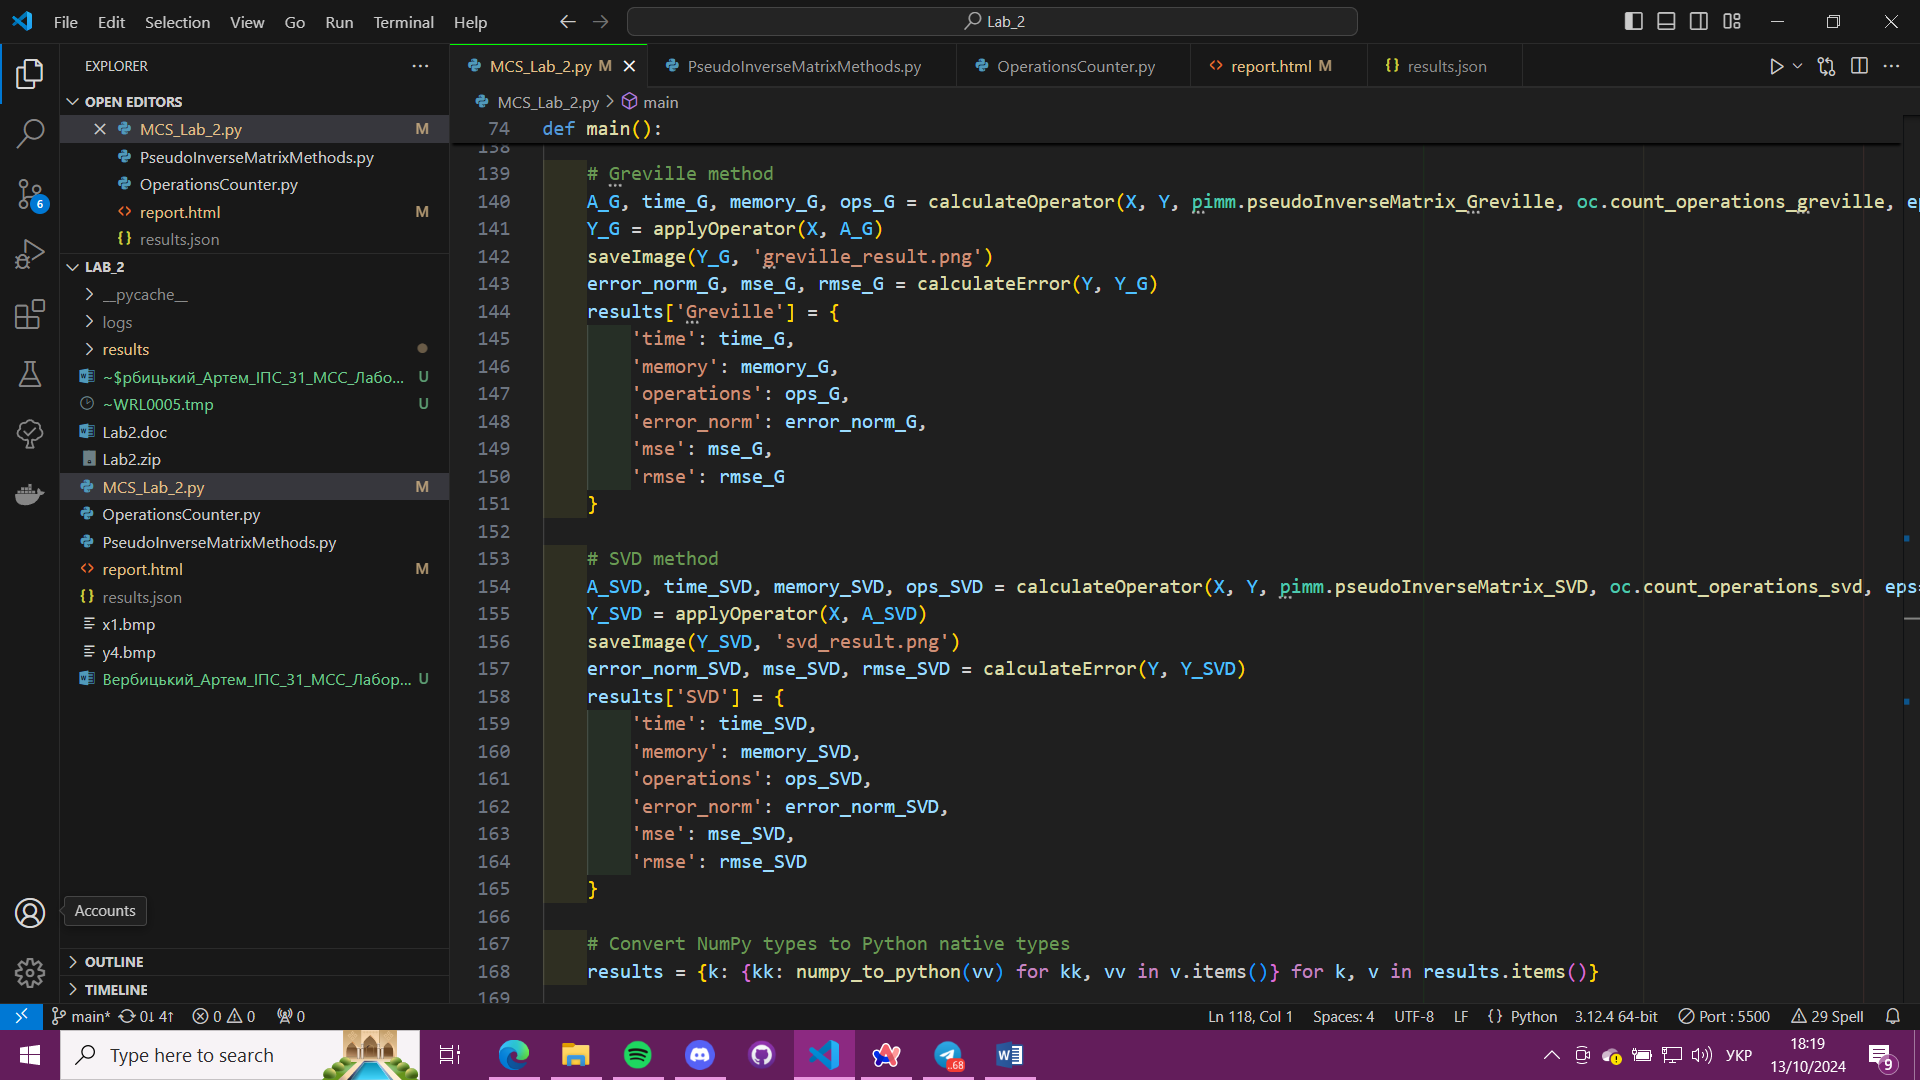 File Edit Selection View Go Run Terminal Help
Lab_2
EXPLORER
OPEN EDITORS
MCS_Lab_2.py M
PseudoInverseMatrixMethods.py
OperationsCounter.py
report.html M
results.json
LAB_2
__pycache__
logs
results
~$рбицький_Артем_ІПС_31_МСС_Лабо... U
~WRL0005.tmp U
Lab2.doc
Lab2.zip
MCS_Lab_2.py M
OperationsCounter.py
PseudoInverseMatrixMethods.py
report.html M
results.json
x1.bmp
y4.bmp
Вербицький_Артем_ІПС_31_МСС_Лабор... U
Accounts
OUTLINE
TIMELINE
MCS_Lab_2.py M PseudoInverseMatrixMethods.py OperationsCounter.py report.html M results.json
MCS_Lab_2.py > main
74 def main():
138
139 # Greville method
140 A_G, time_G, memory_G, ops_G = calculateOperator(X, Y, pimm.pseudoInverseMatrix_Greville, oc.count_operations_greville, ep
141 Y_G = applyOperator(X, A_G)
142 saveImage(Y_G, 'greville_result.png')
143 error_norm_G, mse_G, rmse_G = calculateError(Y, Y_G)
144 results['Greville'] = {
145 'time': time_G,
146 'memory': memory_G,
147 'operations': ops_G,
148 'error_norm': error_norm_G,
149 'mse': mse_G,
150 'rmse': rmse_G
151 }
152
153 # SVD method
154 A_SVD, time_SVD, memory_SVD, ops_SVD = calculateOperator(X, Y, pimm.pseudoInverseMatrix_SVD, oc.count_operations_svd, eps
155 Y_SVD = applyOperator(X, A_SVD)
156 saveImage(Y_SVD, 'svd_result.png')
157 error_norm_SVD, mse_SVD, rmse_SVD = calculateError(Y, Y_SVD)
158 results['SVD'] = {
159 'time': time_SVD,
160 'memory': memory_SVD,
161 'operations': ops_SVD,
162 'error_norm': error_norm_SVD,
163 'mse': mse_SVD,
164 'rmse': rmse_SVD
165 }
166
167 # Convert NumPy types to Python native types
168 results = {k: {kk: numpy_to_python(vv) for kk, vv in v.items()} for k, v in results.items()}
169
6
main* 0↓ 4↑ 0 0 0 Ln 118, Col 1 Spaces: 4 UTF-8 LF {} Python 3.12.4 64-bit Port : 5500 29 Spell
Type here to search
..68
УКР
18:19
13/10/2024
9